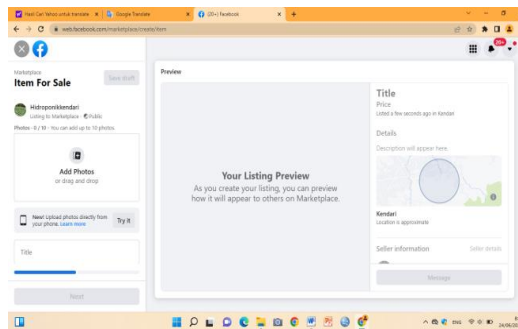 Hasil Cari Yahoo untuk translate
Google Translate
(20+) Facebook
web.facebook.com/marketplace/create/item
20+
Marketplace
Item For Sale
Save draft
Hidroponikkendari
Listing to Marketplace · Public
Photos · 0 / 10 · You can add up to 10 photos.
Add Photos
or drag and drop
New! Upload photos directly from
your phone. Learn more
Try it
Title
Next
Preview
Your Listing Preview
As you create your listing, you can preview
how it will appear to others on Marketplace.
Title
Price
Listed a few seconds ago in Kendari
Details
Description will appear here.
Kendari
Location is approximate
Seller information
Seller details
Message
ENG